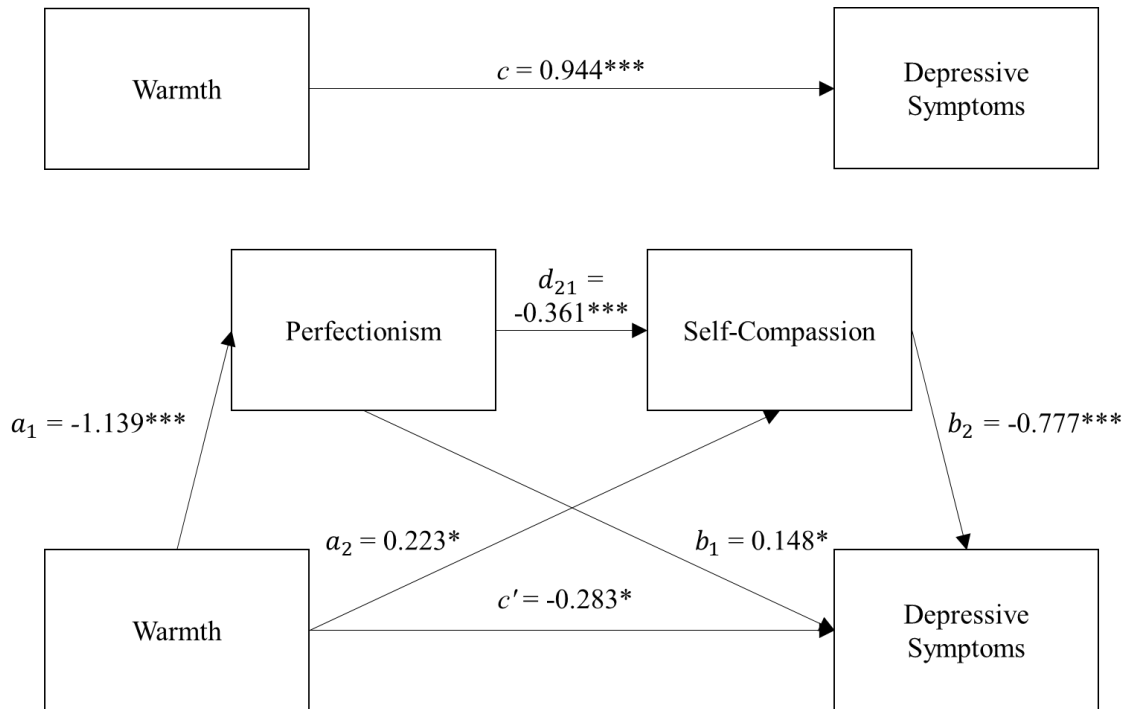 Warmth
c = 0.944***
Depressive
Symptoms
Perfectionism
d₂₁ =
-0.361***
Self-Compassion
a₁ = -1.139***
b₂ = -0.777***
a₂ = 0.223*
b₁ = 0.148*
c′ = -0.283*
Warmth
Depressive
Symptoms